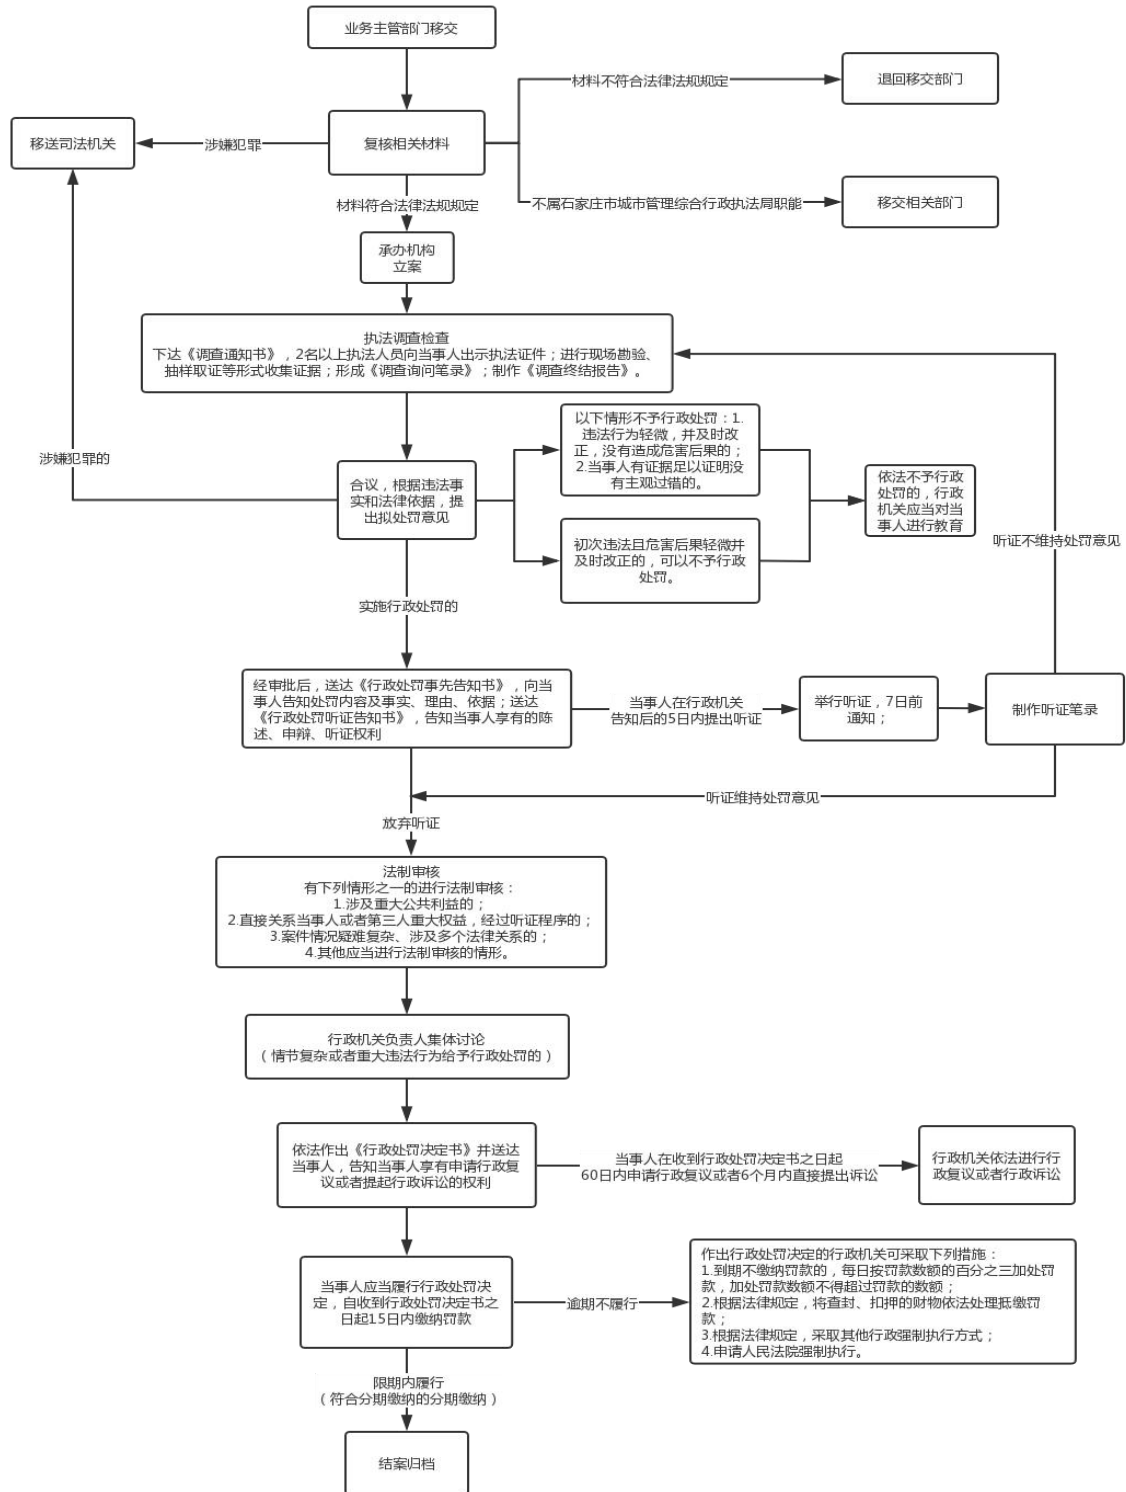 业务主管部门移交
材料不符合法律法规规定
退回移交部门
移送司法机关
涉嫌犯罪
复核相关材料
材料符合法律法规规定
不属石家庄市城市管理综合行政执法局职能
移交相关部门
承办机构
立案
执法调查检查
下达《调查通知书》，2名以上执法人员向当事人出示执法证件；进行现场勘验、
抽样取证等形式收集证据；形成《调查询问笔录》；制作《调查终结报告》。
涉嫌犯罪的
合议，根据违法事
实和法律依据，提
出拟处罚意见
以下情形不予行政处罚：1.
违法行为轻微，并及时改
正，没有造成危害后果的；
2.当事人有证据足以证明没
有主观过错的。
初次违法且危害后果轻微并
及时改正的，可以不予行政
处罚。
依法不予行政
处罚的，行政
机关应当对当
事人进行教育
听证不维持处罚意见
实施行政处罚的
经审批后，送达《行政处罚事先告知书》，向当
事人告知处罚内容及事实、理由、依据；送达
《行政处罚听证告知书》，告知当事人享有的陈
述、申辩、听证权利
当事人在行政机关
告知后的5日内提出听证
举行听证，7日前
通知；
制作听证笔录
听证维持处罚意见
放弃听证
法制审核
有下列情形之一的进行法制审核：
1.涉及重大公共利益的；
2.直接关系当事人或者第三人重大权益，经过听证程序的；
3.案件情况疑难复杂、涉及多个法律关系的；
4.其他应当进行法制审核的情形。
行政机关负责人集体讨论
（情节复杂或者重大违法行为给予行政处罚的）
依法作出《行政处罚决定书》并送达
当事人，告知当事人享有申请行政复
议或者提起行政诉讼的权利
当事人在收到行政处罚决定书之日起
60日内申请行政复议或者6个月内直接提出诉讼
行政机关依法进行行
政复议或者行政诉讼
当事人应当履行行政处罚决
定，自收到行政处罚决定书之
日起15日内缴纳罚款
逾期不履行
作出行政处罚决定的行政机关可采取下列措施：
1.到期不缴纳罚款的，每日按罚款数额的百分之三加处罚
款，加处罚款数额不得超过罚款的数额；
2.根据法律规定，将查封、扣押的财物依法处理抵缴罚
款；
3.根据法律规定，采取其他行政强制执行方式；
4.申请人民法院强制执行。
限期内履行
（符合分期缴纳的分期缴纳）
结案归档